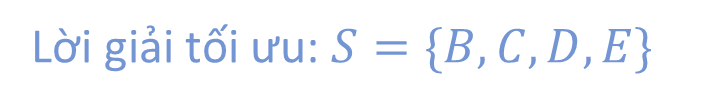 Lời giải tối ưu: S = {B, C, D, E}